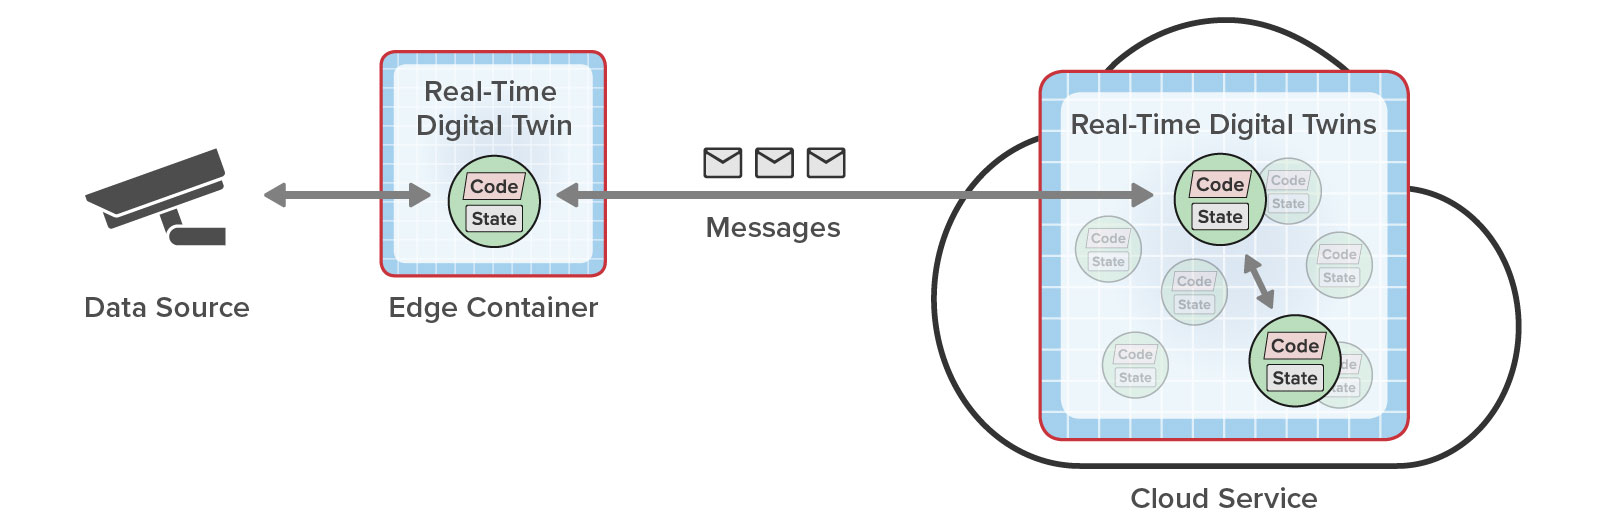 Real-Time
Digital Twin
Code
State
Data Source
Edge Container
Messages
Real-Time Digital Twins
Code
State
Code
State
Code
State
Code
State
Code
State
Code
State
Code
State
Cloud Service